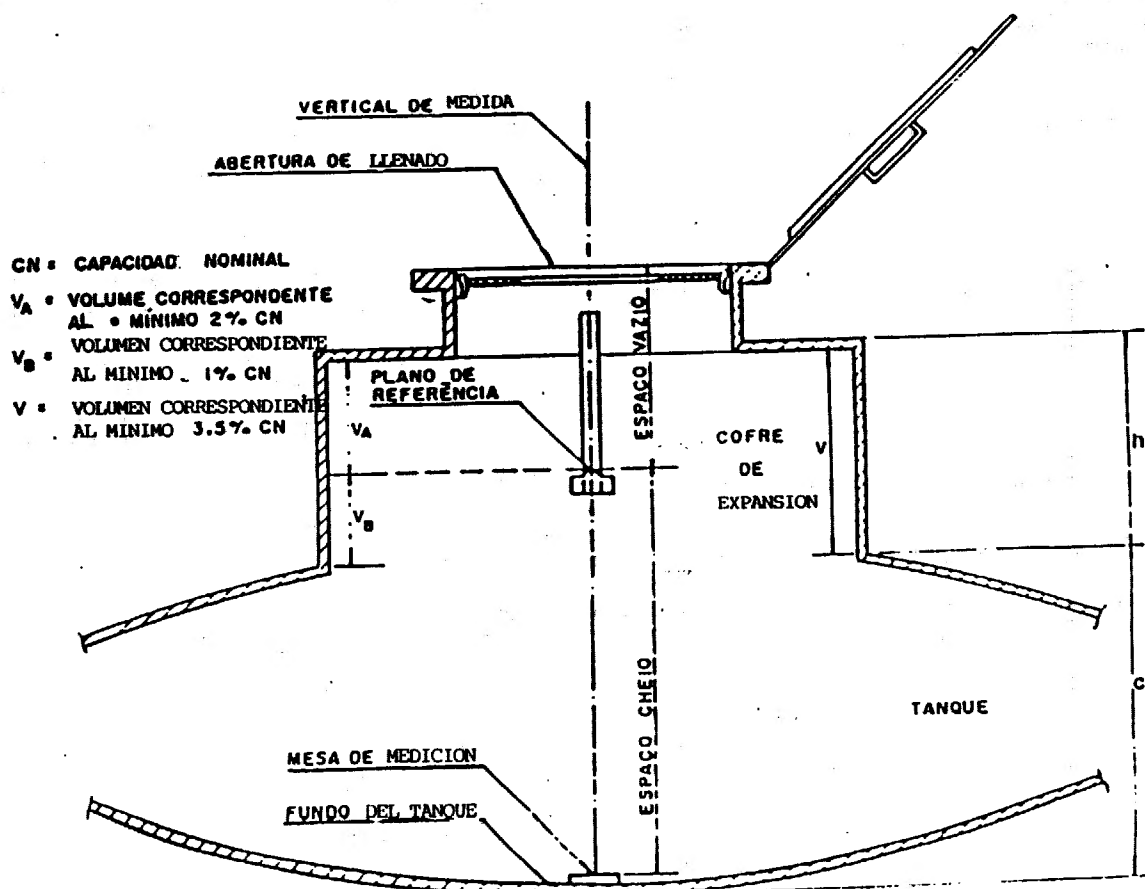 VERTICAL DE MEDIDA
ABERTURA DE LLENADO
CN = CAPACIDAD NOMINAL
VA = VOLUME CORRESPONDENTE
AL = MÍNIMO 2% CN
VB = VOLUMEN CORRESPONDIENTE
AL MINIMO - 1% CN
V = VOLUMEN CORRESPONDIENTE
AL MINIMO 3.5% CN
PLANO DE
REFERÊNCIA
ESPAÇO VAZIO
VA
VB
COFRE
DE
EXPANSION
V
h
ESPAÇO CHEIO
TANQUE
c
MESA DE MEDICION
FUNDO DEL TANQUE